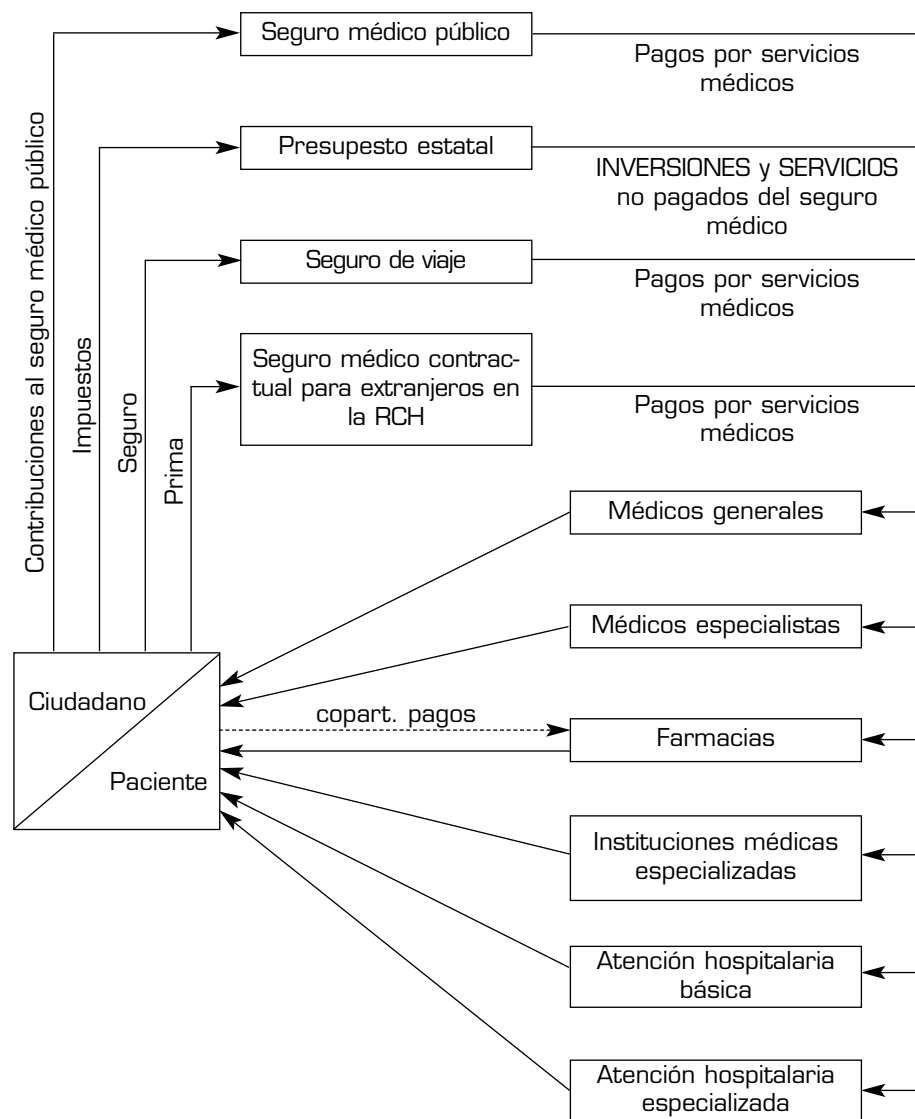 Seguro médico público
Pagos por servicios
médicos
Contribuciones al seguro médico público
Presupesto estatal
INVERSIONES y SERVICIOS
no pagados del seguro
médico
Impuestos
Seguro de viaje
Pagos por servicios
médicos
Seguro
Seguro médico contrac-
tual para extranjeros en
la RCH
Pagos por servicios
médicos
Prima
Médicos generales
Médicos especialistas
Ciudadano
Paciente
copart. pagos
Farmacias
Instituciones médicas
especializadas
Atención hospitalaria
básica
Atención hospitalaria
especializada